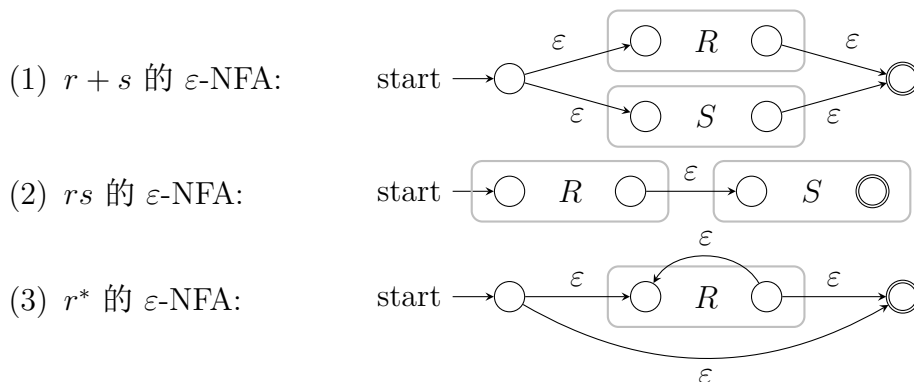 ε R ε
(1) r + s 的 ε-NFA: start
ε S ε
(2) rs 的 ε-NFA: start R ε S
ε
(3) r* 的 ε-NFA: start ε R ε
ε